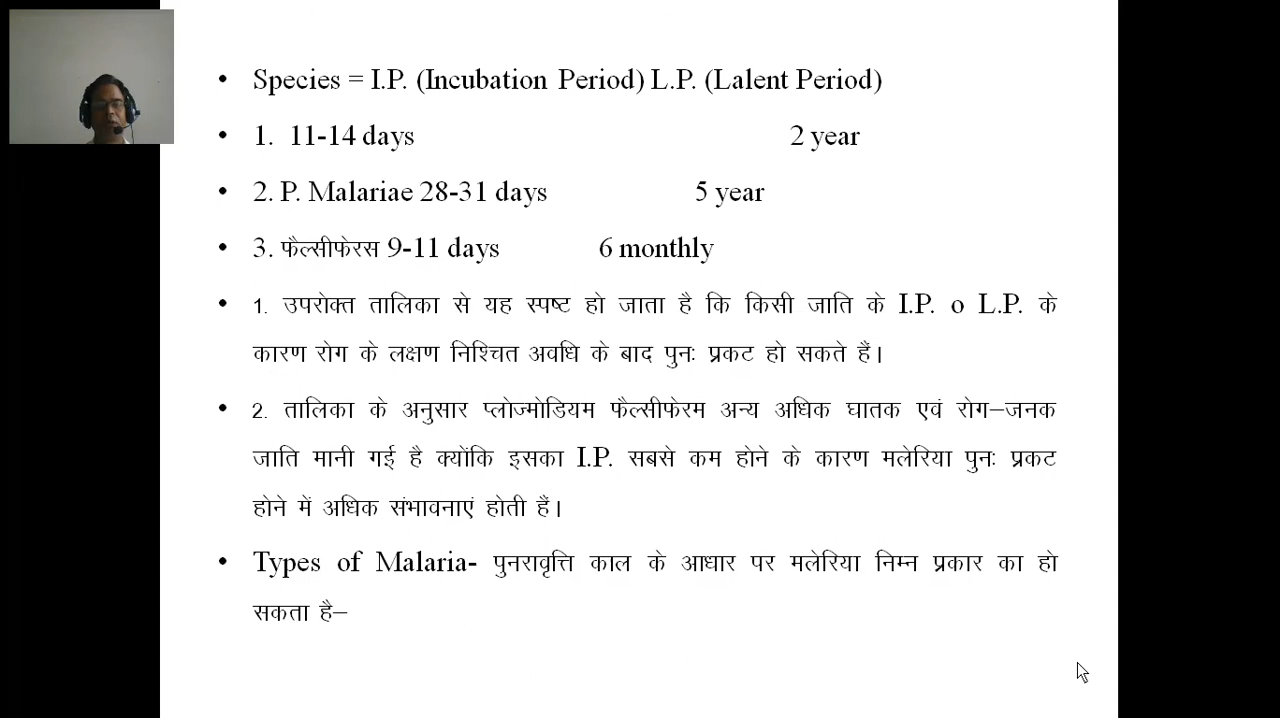 • Species = I.P. (Incubation Period) L.P. (Lalent Period)
• 1. 11-14 days 2 year
• 2. P. Malariae 28-31 days 5 year
• 3. फैल्सीफेरस 9-11 days 6 monthly
• 1. उपरोक्त तालिका से यह स्पष्ट हो जाता है कि किसी जाति के I.P. o L.P. के
कारण रोग के लक्षण निश्चित अवधि के बाद पुनः प्रकट हो सकते हैं।
• 2. तालिका के अनुसार प्लोज्मोडियम फैल्सीफेरम अन्य अधिक घातक एवं रोग–जनक
जाति मानी गई है क्योंकि इसका I.P. सबसे कम होने के कारण मलेरिया पुनः प्रकट
होने में अधिक संभावनाएं होती हैं।
• Types of Malaria- पुनरावृत्ति काल के आधार पर मलेरिया निम्न प्रकार का हो
सकता है–